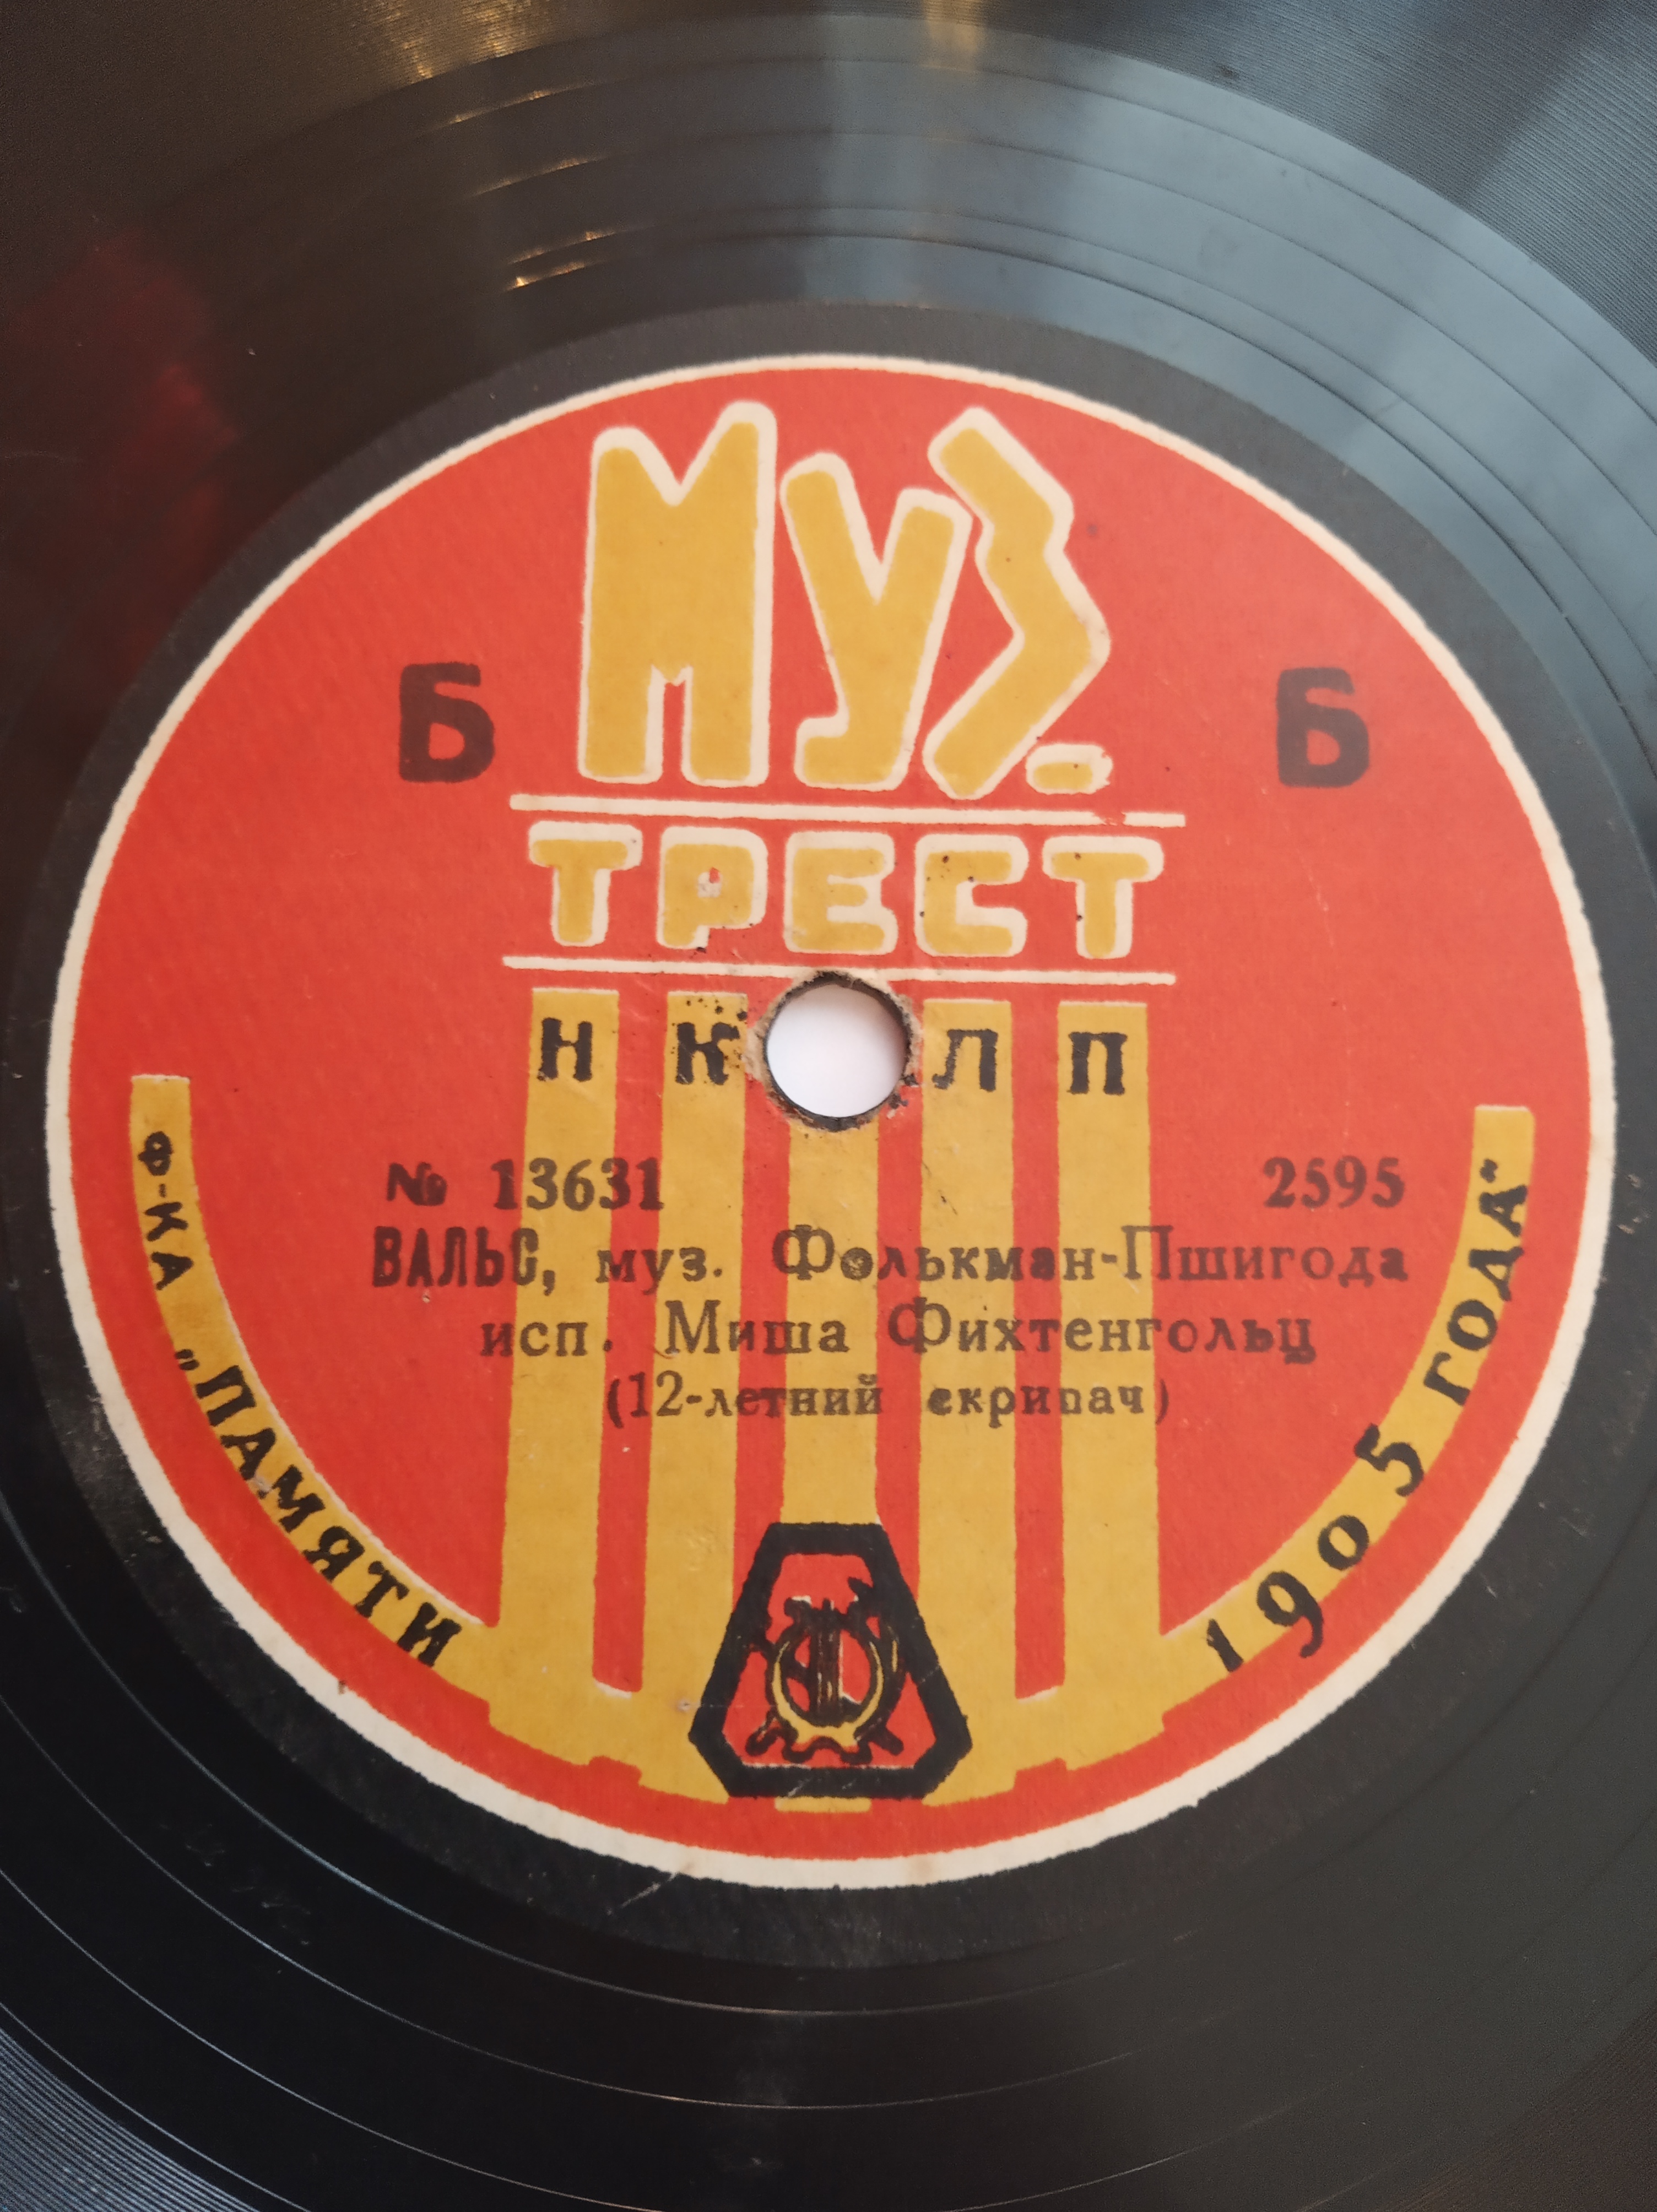 МУЗ.
Б Б
ТРЕСТ
Н К Л П
№ 13631 2595
ВАЛЬС, муз. Фолькман-Пшигода
исп. Миша Фихтенгольц
(12-летний скрипач)
Ф-КА „ПАМЯТИ 1905 ГОДА"